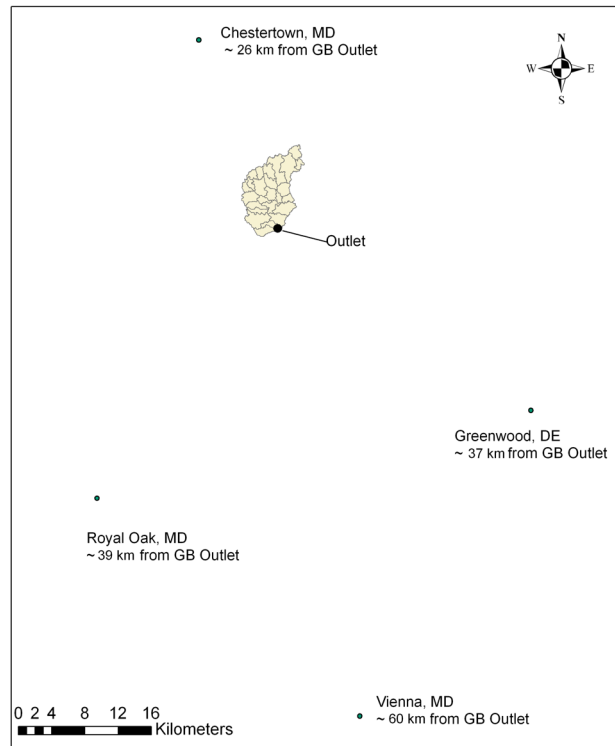 Chestertown, MD
~ 26 km from GB Outlet
N
W
E
S
Outlet
Greenwood, DE
~ 37 km from GB Outlet
Royal Oak, MD
~ 39 km from GB Outlet
Vienna, MD
~ 60 km from GB Outlet
0 2 4 8 12 16
Kilometers